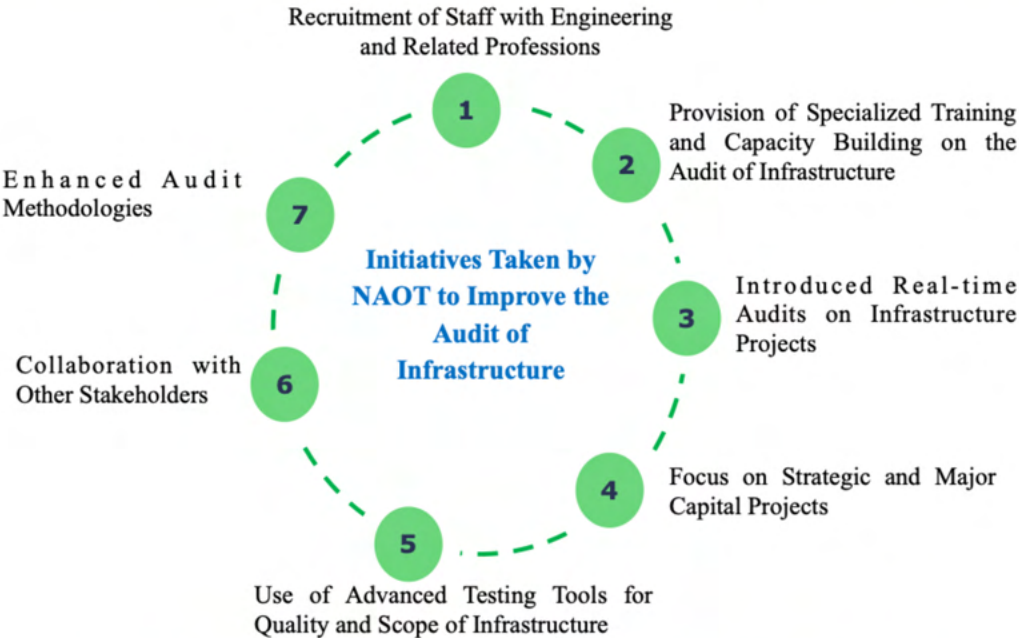 Recruitment of Staff with Engineering
and Related Professions
1
Provision of Specialized Training
and Capacity Building on the
Audit of Infrastructure
2
Introduced Real-time
Audits on Infrastructure
Projects
3
Focus on Strategic and Major
Capital Projects
4
5
Use of Advanced Testing Tools for
Quality and Scope of Infrastructure
Collaboration with
Other Stakeholders
6
Enhanced Audit
Methodologies
7
Initiatives Taken by
NAOT to Improve the
Audit of
Infrastructure